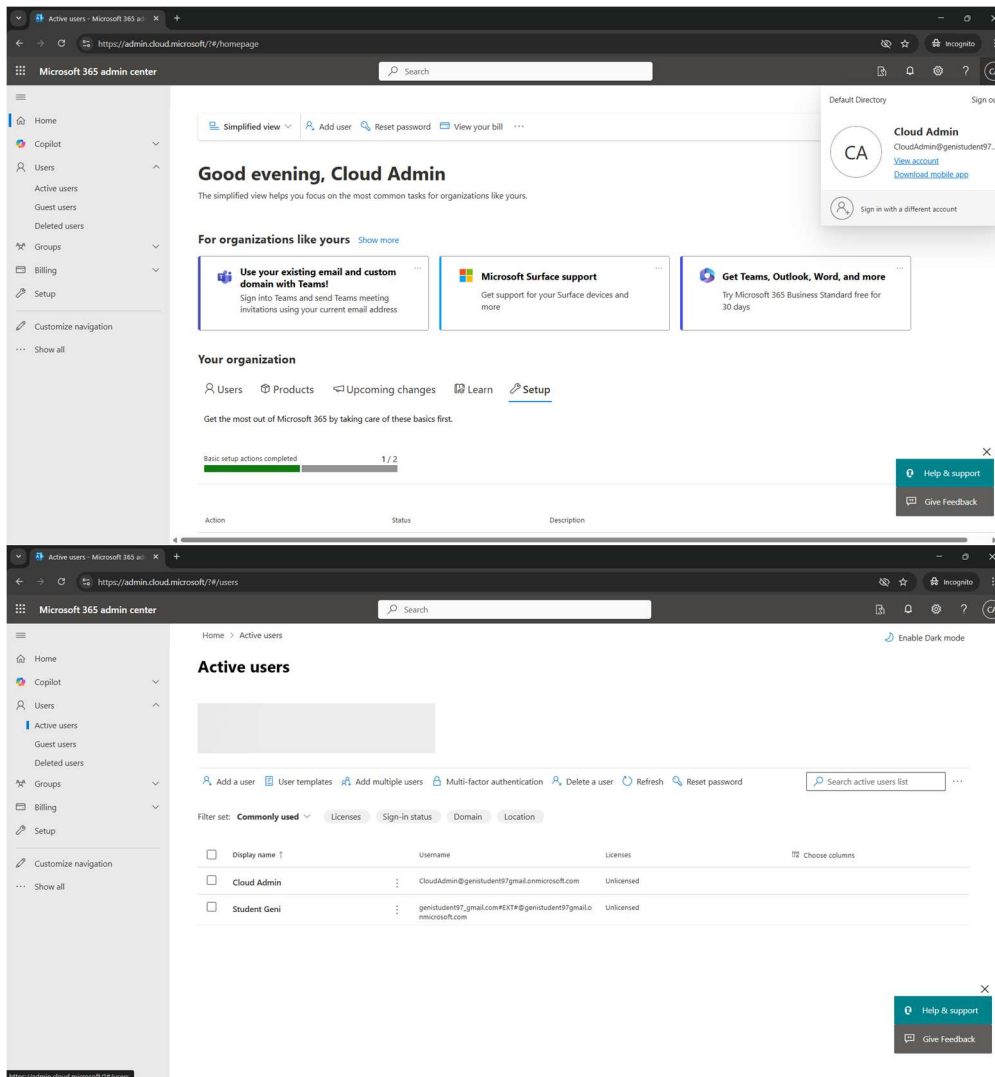 Active users - Microsoft 365 ad
https://admin.cloud.microsoft/?#/homepage
Incognito
Microsoft 365 admin center
Search
CA
Default Directory
Sign ou
CA
Cloud Admin
CloudAdmin@genistudent97...
View account
Download mobile app
Sign in with a different account
Home
Copilot
Users
Active users
Guest users
Deleted users
Groups
Billing
Setup
Customize navigation
Show all
Simplified view
Add user
Reset password
View your bill
Good evening, Cloud Admin
The simplified view helps you focus on the most common tasks for organizations like yours.
For organizations like yours Show more
Use your existing email and custom
domain with Teams!
Sign into Teams and send Teams meeting
invitations using your current email address
Microsoft Surface support
Get support for your Surface devices and
more
Get Teams, Outlook, Word, and more
Try Microsoft 365 Business Standard free for
30 days
Your organization
Users
Products
Upcoming changes
Learn
Setup
Get the most out of Microsoft 365 by taking care of these basics first.
Basic setup actions completed 1 / 2
Help & support
Give Feedback
Action Status Description
Active users - Microsoft 365 ad
https://admin.cloud.microsoft/?#/users
Incognito
Microsoft 365 admin center
Search
CA
Home
Copilot
Users
Active users
Guest users
Deleted users
Groups
Billing
Setup
Customize navigation
Show all
Home > Active users
Enable Dark mode
Active users
Add a user
User templates
Add multiple users
Multi-factor authentication
Delete a user
Refresh
Reset password
Search active users list
Filter set: Commonly used
Licenses
Sign-in status
Domain
Location
Display name ↑ Username Licenses Choose columns
Cloud Admin CloudAdmin@genistudent97gmail.onmicrosoft.com Unlicensed
Student Geni genistudent97_gmail.com#EXT#@genistudent97gmail.o Unlicensed
nmicrosoft.com
Help & support
Give Feedback
https://admin.cloud.microsoft/?#/users